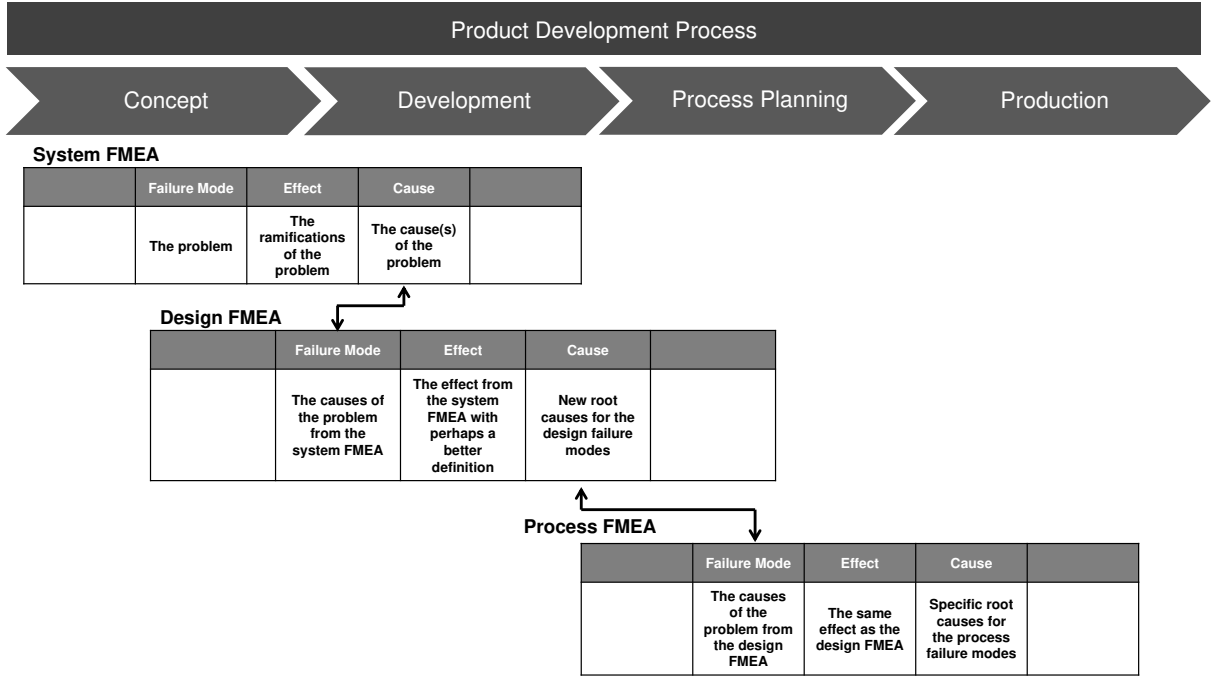 Product Development Process
Concept
Development
Process Planning
Production
System FMEA
Failure Mode
Effect
Cause
The problem
The
ramifications
of the
problem
The cause(s)
of the
problem
Design FMEA
Failure Mode
Effect
Cause
The causes of
the problem
from the
system FMEA
The effect from
the system
FMEA with
perhaps a
better
definition
New root
causes for the
design failure
modes
Process FMEA
Failure Mode
Effect
Cause
The causes
of the
problem from
the design
FMEA
The same
effect as the
design FMEA
Specific root
causes for
the process
failure modes